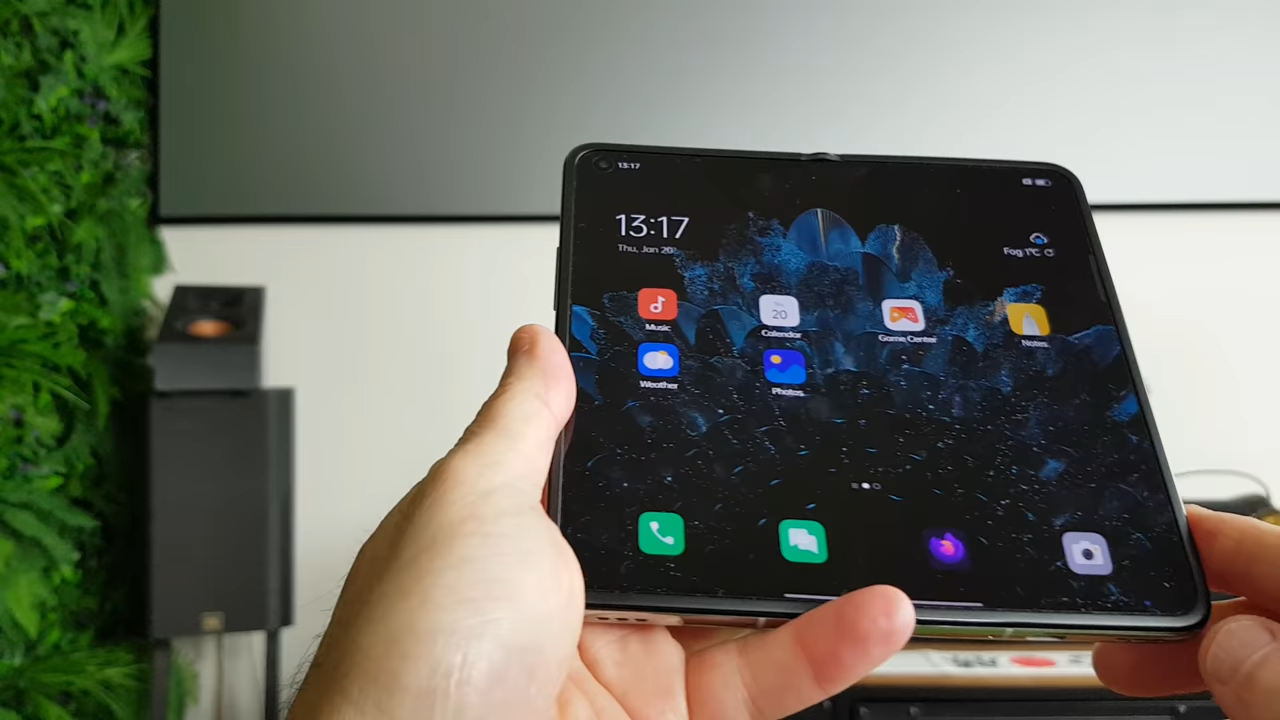 13:17
13:17
Thu, Jan 20
Fog 1°C
Music
Calendar
20
Game Center
Notes
Weather
Photos